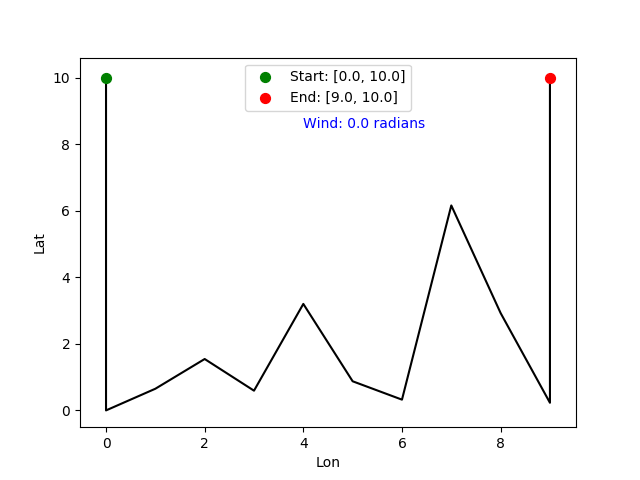 Start: [0.0, 10.0]
End: [9.0, 10.0]
Wind: 0.0 radians
10
8
6
4
2
0
Lat
0 2 4 6 8
Lon